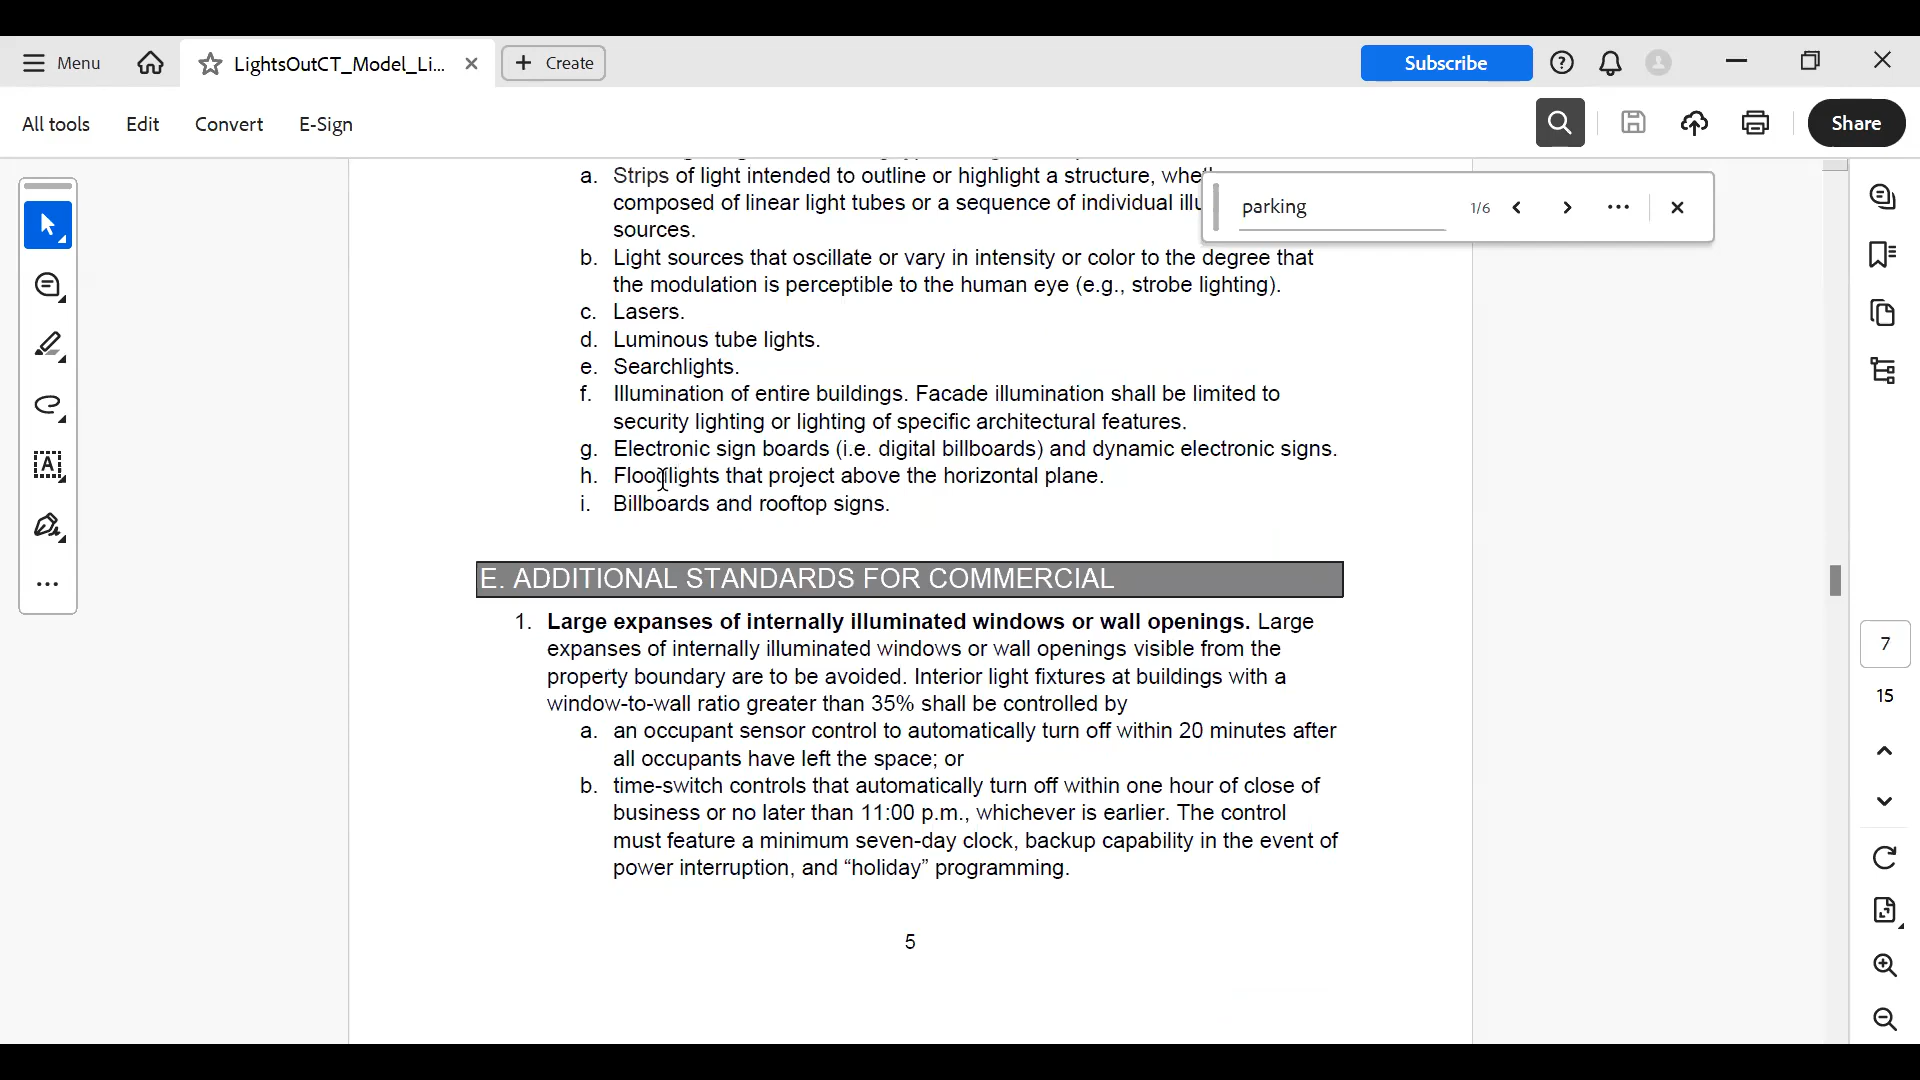 Menu
LightsOutCT_Model_Li...
Create
Subscribe
All tools
Edit
Convert
E-Sign
Share
parking
1/6
a. Strips of light intended to outline or highlight a structure,
composed of linear light tubes or a sequence of individual
sources.
b. Light sources that oscillate or vary in intensity or color to the degree that
the modulation is perceptible to the human eye (e.g., strobe lighting).
c. Lasers.
d. Luminous tube lights.
e. Searchlights.
f. Illumination of entire buildings. Facade illumination shall be limited to
security lighting or lighting of specific architectural features.
g. Electronic sign boards (i.e. digital billboards) and dynamic electronic signs.
h. Floodlights that project above the horizontal plane.
i. Billboards and rooftop signs.
E. ADDITIONAL STANDARDS FOR COMMERCIAL
1. Large expanses of internally illuminated windows or wall openings. Large
expanses of internally illuminated windows or wall openings visible from the
property boundary are to be avoided. Interior light fixtures at buildings with a
window-to-wall ratio greater than 35% shall be controlled by
a. an occupant sensor control to automatically turn off within 20 minutes after
all occupants have left the space; or
b. time-switch controls that automatically turn off within one hour of close of
business or no later than 11:00 p.m., whichever is earlier. The control
must feature a minimum seven-day clock, backup capability in the event of
power interruption, and “holiday” programming.
5
7
15